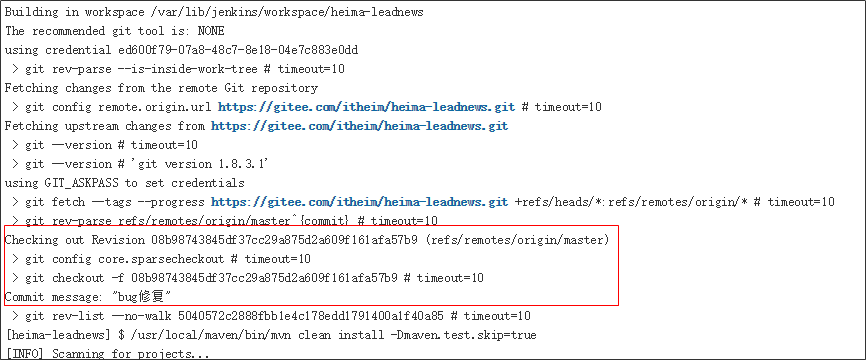 Building in workspace /var/lib/jenkins/workspace/heima-leadnews
The recommended git tool is: NONE
using credential ed600f79-07a8-48c7-8e18-04e7c883e0dd
> git rev-parse --is-inside-work-tree # timeout=10
Fetching changes from the remote Git repository
> git config remote.origin.url https://gitee.com/itheim/heima-leadnews.git # timeout=10
Fetching upstream changes from https://gitee.com/itheim/heima-leadnews.git
> git --version # timeout=10
> git --version # 'git version 1.8.3.1'
using GIT_ASKPASS to set credentials
> git fetch --tags --progress https://gitee.com/itheim/heima-leadnews.git +refs/heads/*:refs/remotes/origin/* # timeout=10
> git rev-parse refs/remotes/origin/master^{commit} # timeout=10
Checking out Revision 08b98743845df37cc29a875d2a609f161afa57b9 (refs/remotes/origin/master)
> git config core.sparsecheckout # timeout=10
> git checkout -f 08b98743845df37cc29a875d2a609f161afa57b9 # timeout=10
Commit message: "bug修复"
> git rev-list --no-walk 5040572c2888fbb1e4c178edd1791400a1f40a85 # timeout=10
[heima-leadnews] $ /usr/local/maven/bin/mvn clean install -Dmaven.test.skip=true
[INFO] Scanning for projects...